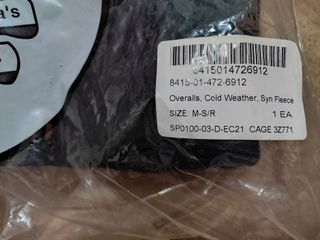 a's
8415014726912
8415-01-472-6912
Overalls, Cold Weather, Syn Fleece
SIZE: M-S/R 1 EA
SP0100-03-D-EC21 CAGE 3Z771